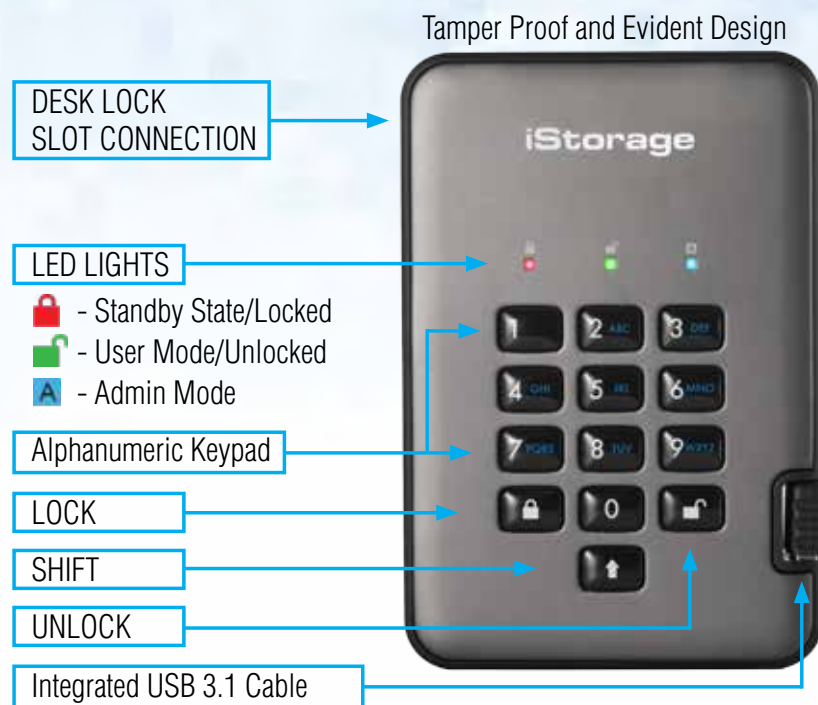 Tamper Proof and Evident Design
DESK LOCK
SLOT CONNECTION
iStorage
LED LIGHTS
- Standby State/Locked
- User Mode/Unlocked
A - Admin Mode
1
2 ABC
3 DEF
4 GHI
5 JKL
6 MNO
7 PQRS
8 TUV
9 WXYZ
0
Alphanumeric Keypad
LOCK
SHIFT
UNLOCK
Integrated USB 3.1 Cable